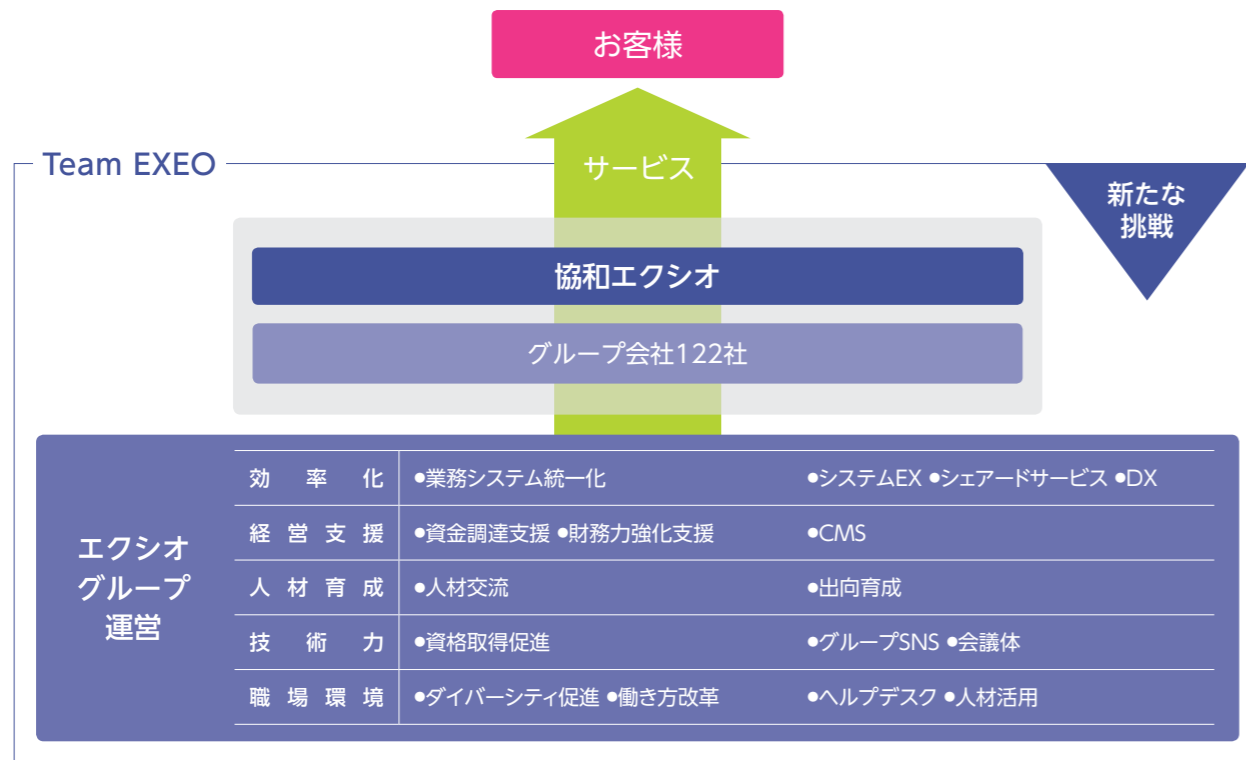 お客様
Team EXEO
サービス
新たな
挑戦
協和エクシオ
グループ会社122社
エクシオ
グループ
運営
効率化 ●業務システム統一化 ●システムEX ●シェアードサービス ●DX
経営支援 ●資金調達支援 ●財務力強化支援 ●CMS
人材育成 ●人材交流 ●出向育成
技術力 ●資格取得促進 ●グループSNS ●会議体
職場環境 ●ダイバーシティ促進 ●働き方改革 ●ヘルプデスク ●人材活用